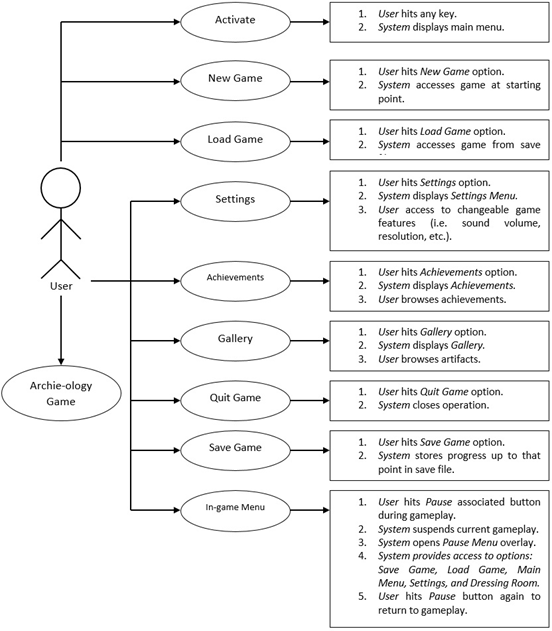 Activate
1. User hits any key.
2. System displays main menu.
New Game
1. User hits New Game option.
2. System accesses game at starting
point.
Load Game
1. User hits Load Game option.
2. System accesses game from save
Settings
1. User hits Settings option.
2. System displays Settings Menu.
3. User access to changeable game
features (i.e. sound volume,
resolution, etc.).
User
Achievements
1. User hits Achievements option.
2. System displays Achievements.
3. User browses achievements.
Gallery
1. User hits Gallery option.
2. System displays Gallery.
3. User browses artifacts.
Archie-ology
Game
Quit Game
1. User hits Quit Game option.
2. System closes operation.
Save Game
1. User hits Save Game option.
2. System stores progress up to that
point in save file.
In-game Menu
1. User hits Pause associated button
during gameplay.
2. System suspends current gameplay.
3. System opens Pause Menu overlay.
4. System provides access to options:
Save Game, Load Game, Main
Menu, Settings, and Dressing Room.
5. User hits Pause button again to
return to gameplay.